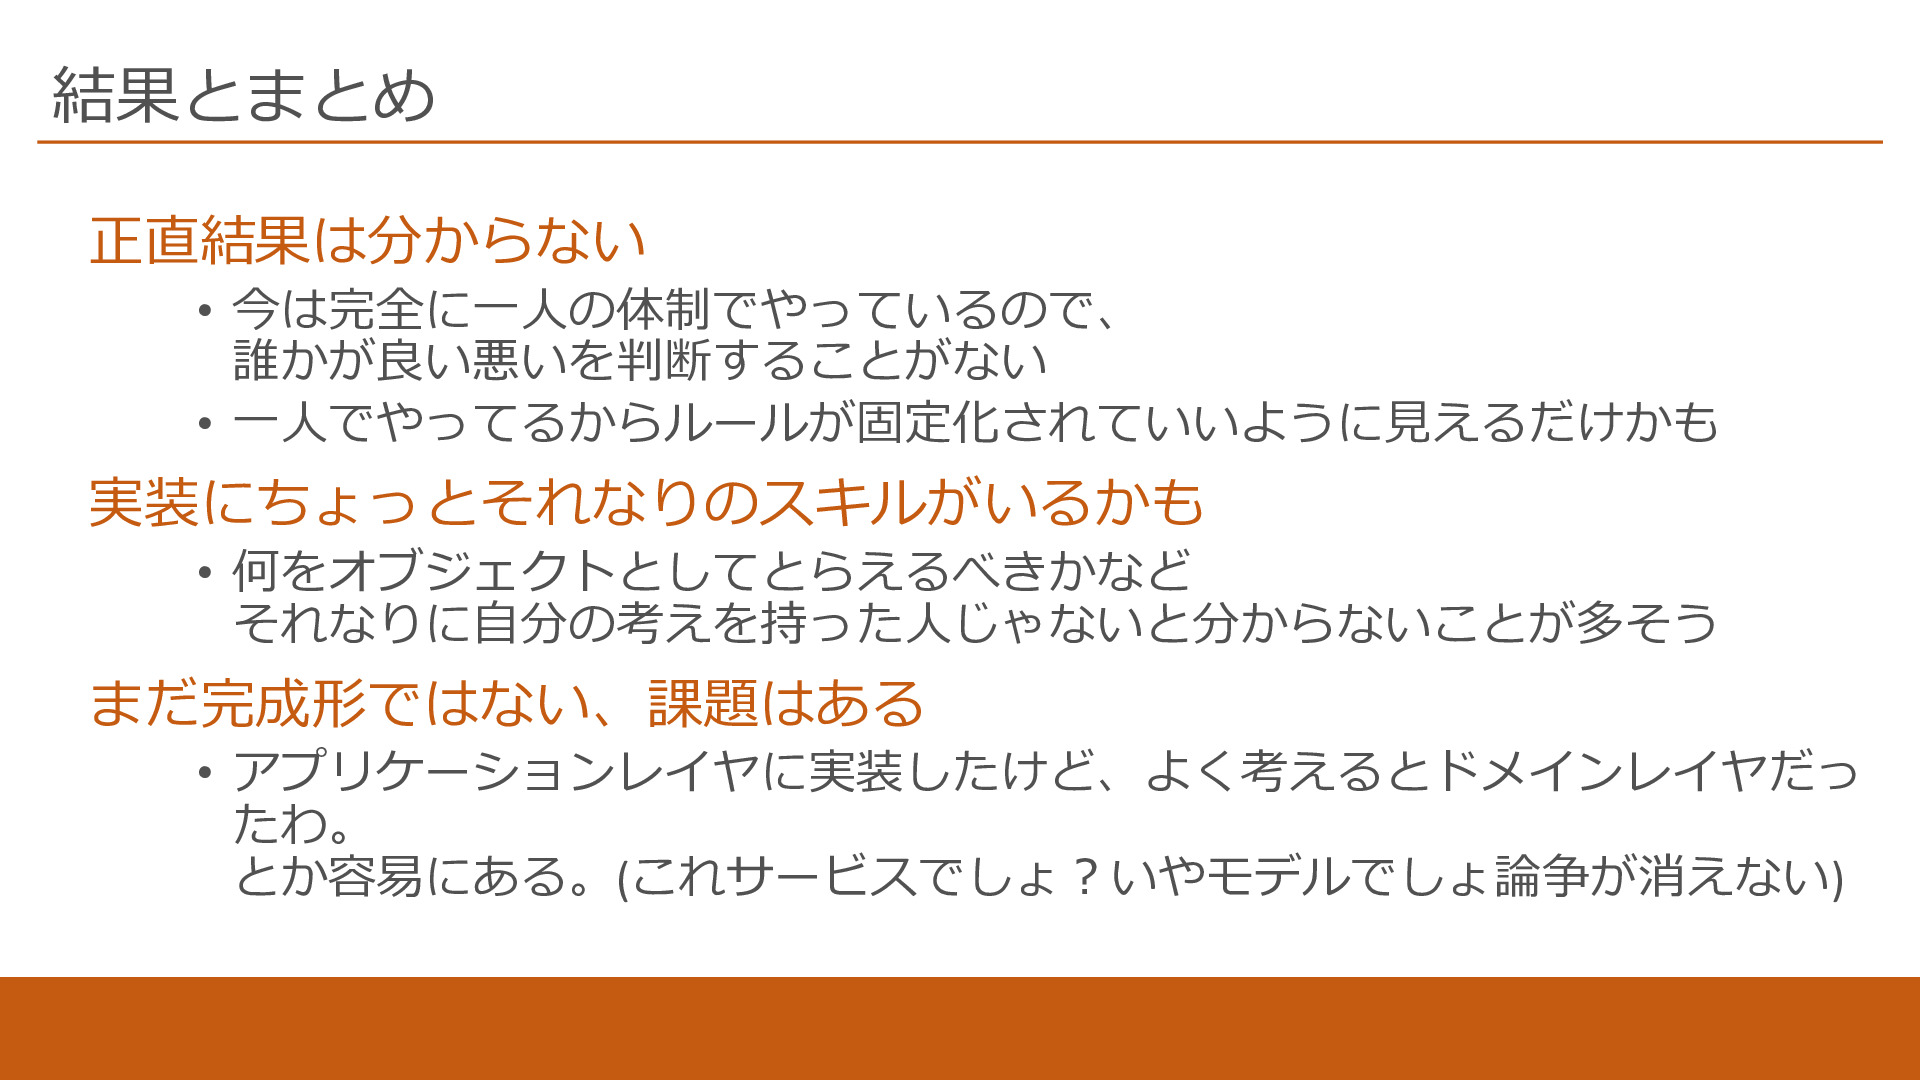 結果とまとめ
正直結果は分からない
• 今は完全に一人の体制でやっているので、
誰かが良い悪いを判断することがない
• 一人でやってるからルールが固定化されていいように見えるだけかも
実装にちょっとそれなりのスキルがいるかも
• 何をオブジェクトとしてとらえるべきかなど
それなりに自分の考えを持った人じゃないと分からないことが多そう
まだ完成形ではない、課題はある
• アプリケーションレイヤに実装したけど、よく考えるとドメインレイヤだっ
たわ。
とか容易にある。(これサービスでしょ？いやモデルでしょ論争が消えない)